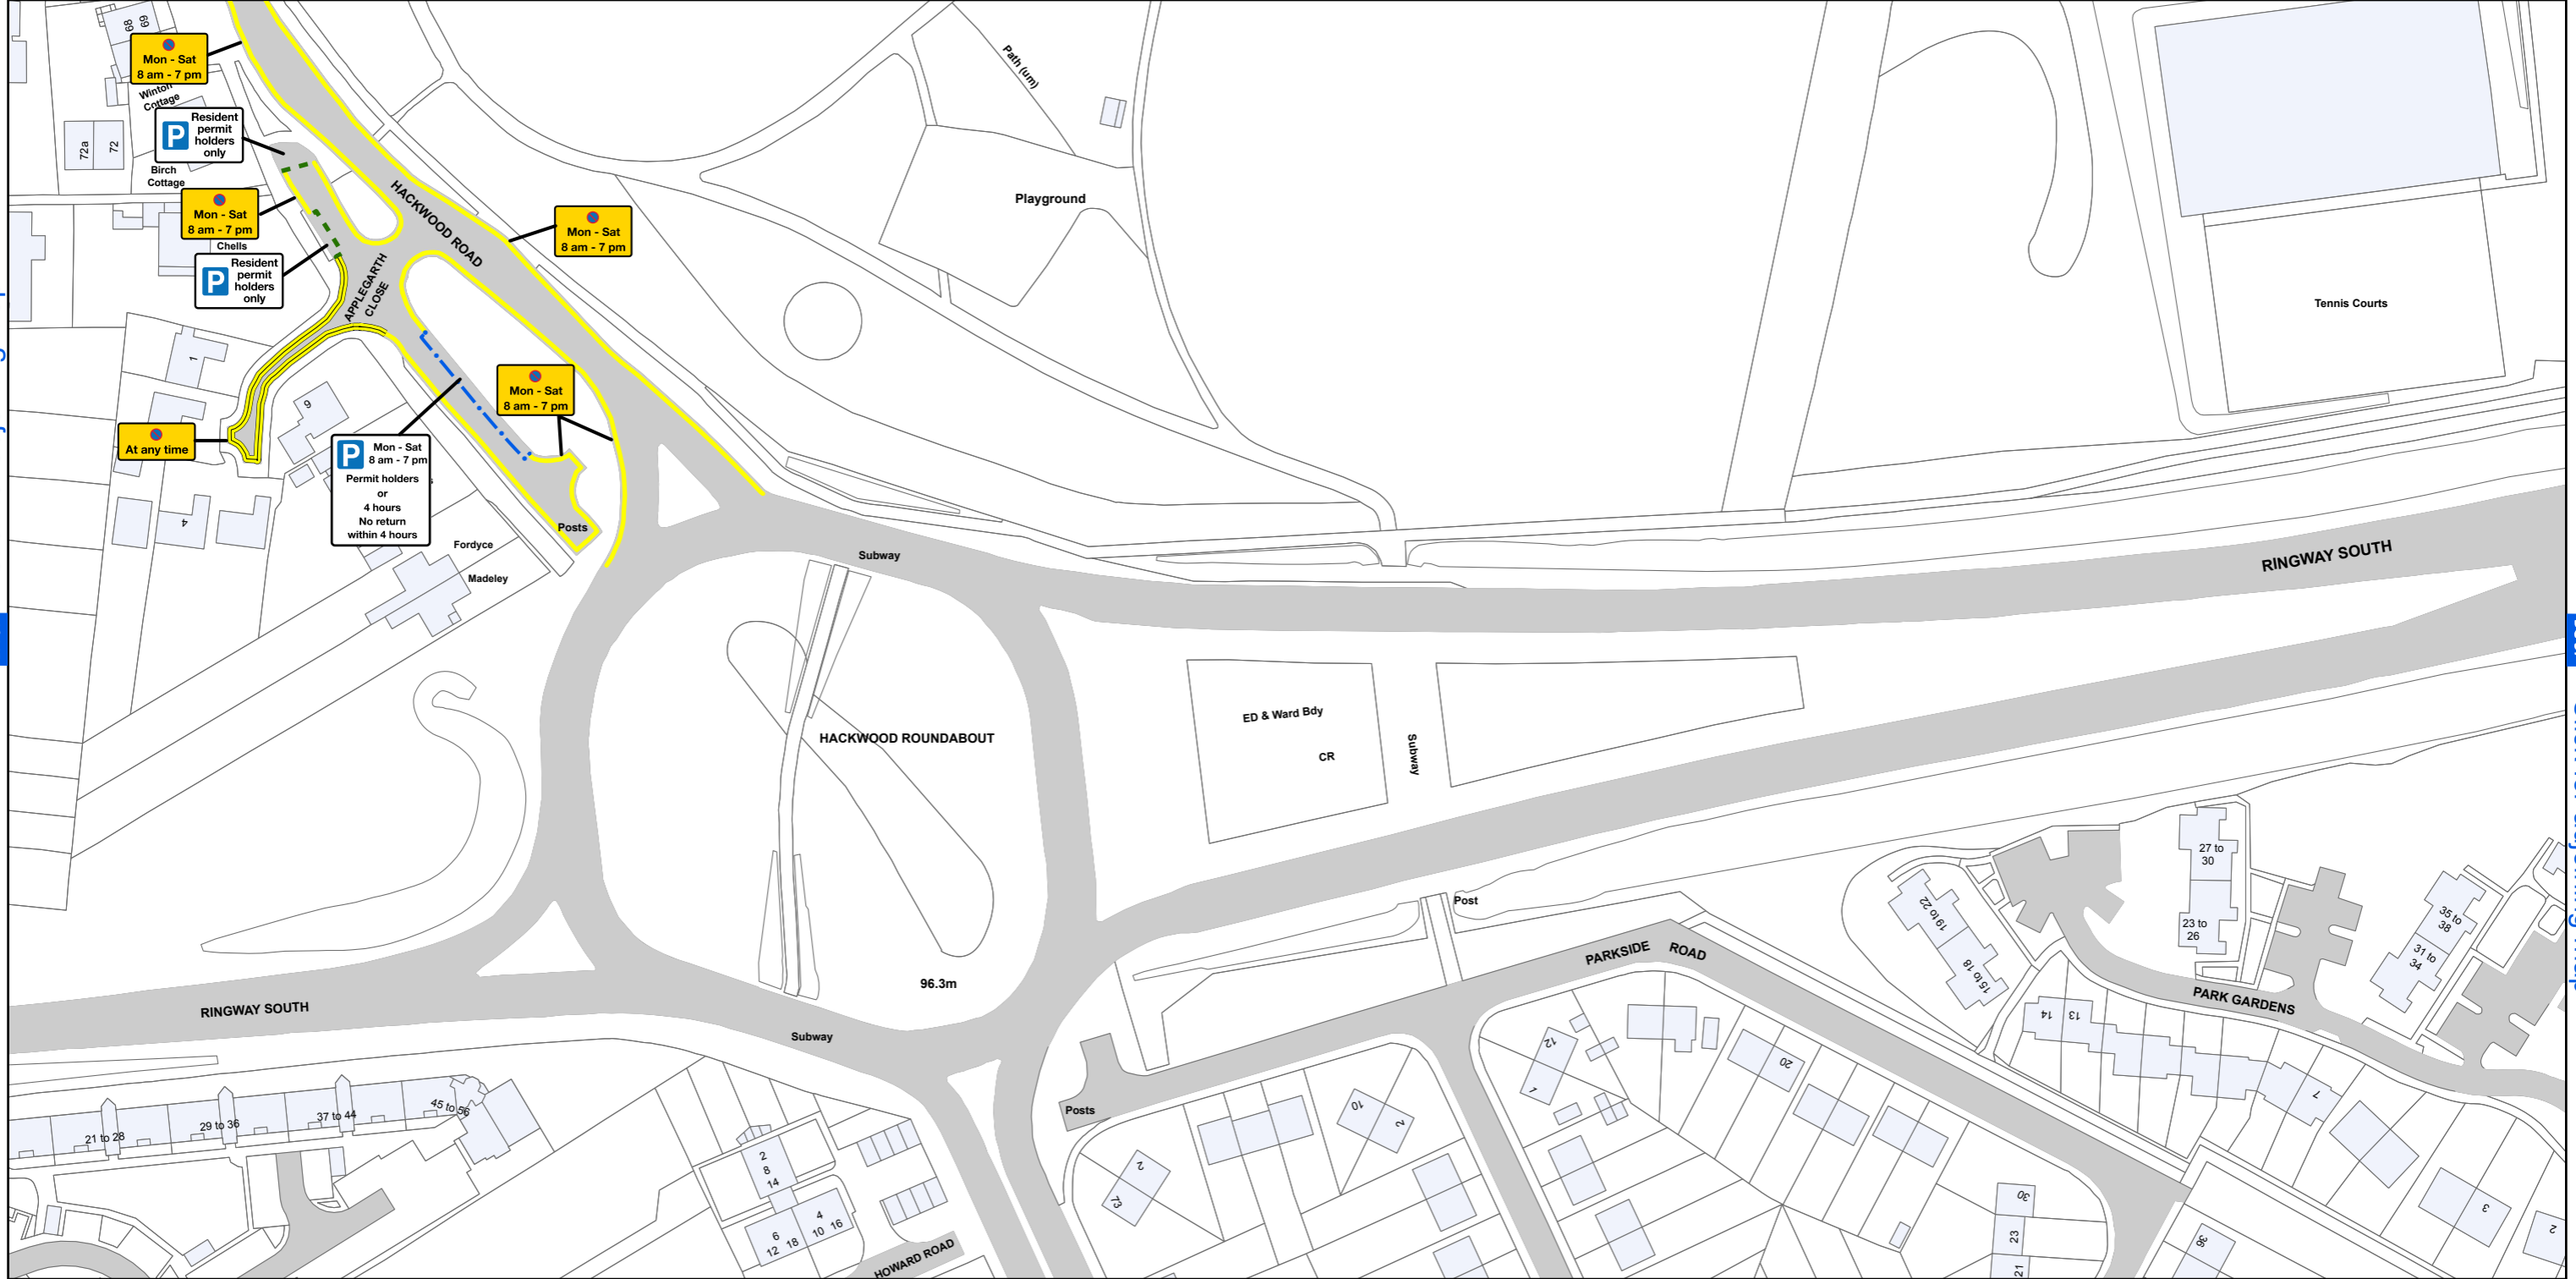 68
69
Mon - Sat
8 am - 7 pm
Winton
Cottage
P
Resident
permit
holders
only
72a
72
Birch
Cottage
Mon - Sat
8 am - 7 pm
Chells
P
Resident
permit
holders
only
HACKWOOD ROAD
Mon - Sat
8 am - 7 pm
APPLEGARTH
CLOSE
Path (um)
Playground
Tennis Courts
1
6
Mon - Sat
8 am - 7 pm
At any time
P
Mon - Sat
8 am - 7 pm
Permit holders
or
4 hours
No return
within 4 hours
4
Posts
Fordyce
Madeley
Subway
RINGWAY SOUTH
HACKWOOD ROUNDABOUT
ED & Ward Bdy
CR
Subway
96.3m
RINGWAY SOUTH
Subway
Post
PARKSIDE ROAD
27 to
30
23 to
26
19 to 22
15 to 18
35 to
38
31 to
34
PARK GARDENS
14
13
7
3
2
12
1
20
10
2
Posts
2
73
30
23
21
36
21 to 28
29 to 36
37 to 44
45 to 56
2
8
14
4
10 16
6
12 18
HOWARD ROAD